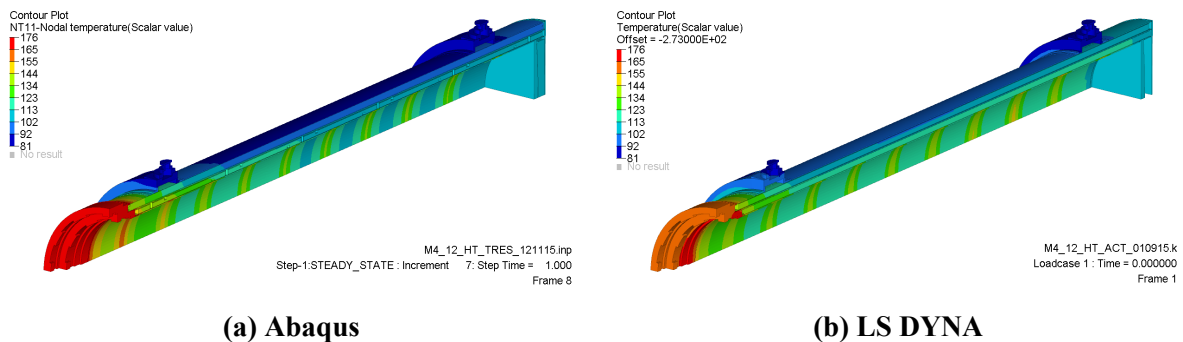 Contour Plot
NT11-Nodal temperature(Scalar value)
176
165
155
144
134
123
113
102
92
81
No result
M4_12_HT_TRES_121115.inp
Step-1:STEADY_STATE : Increment 7: Step Time = 1.000
Frame 8
(a) Abaqus
Contour Plot
Temperature(Scalar value)
Offset = -2.73000E+02
176
165
155
144
134
123
113
102
92
81
No result
M4_12_HT_ACT_010915.k
Loadcase 1 : Time = 0.000000
Frame 1
(b) LS DYNA